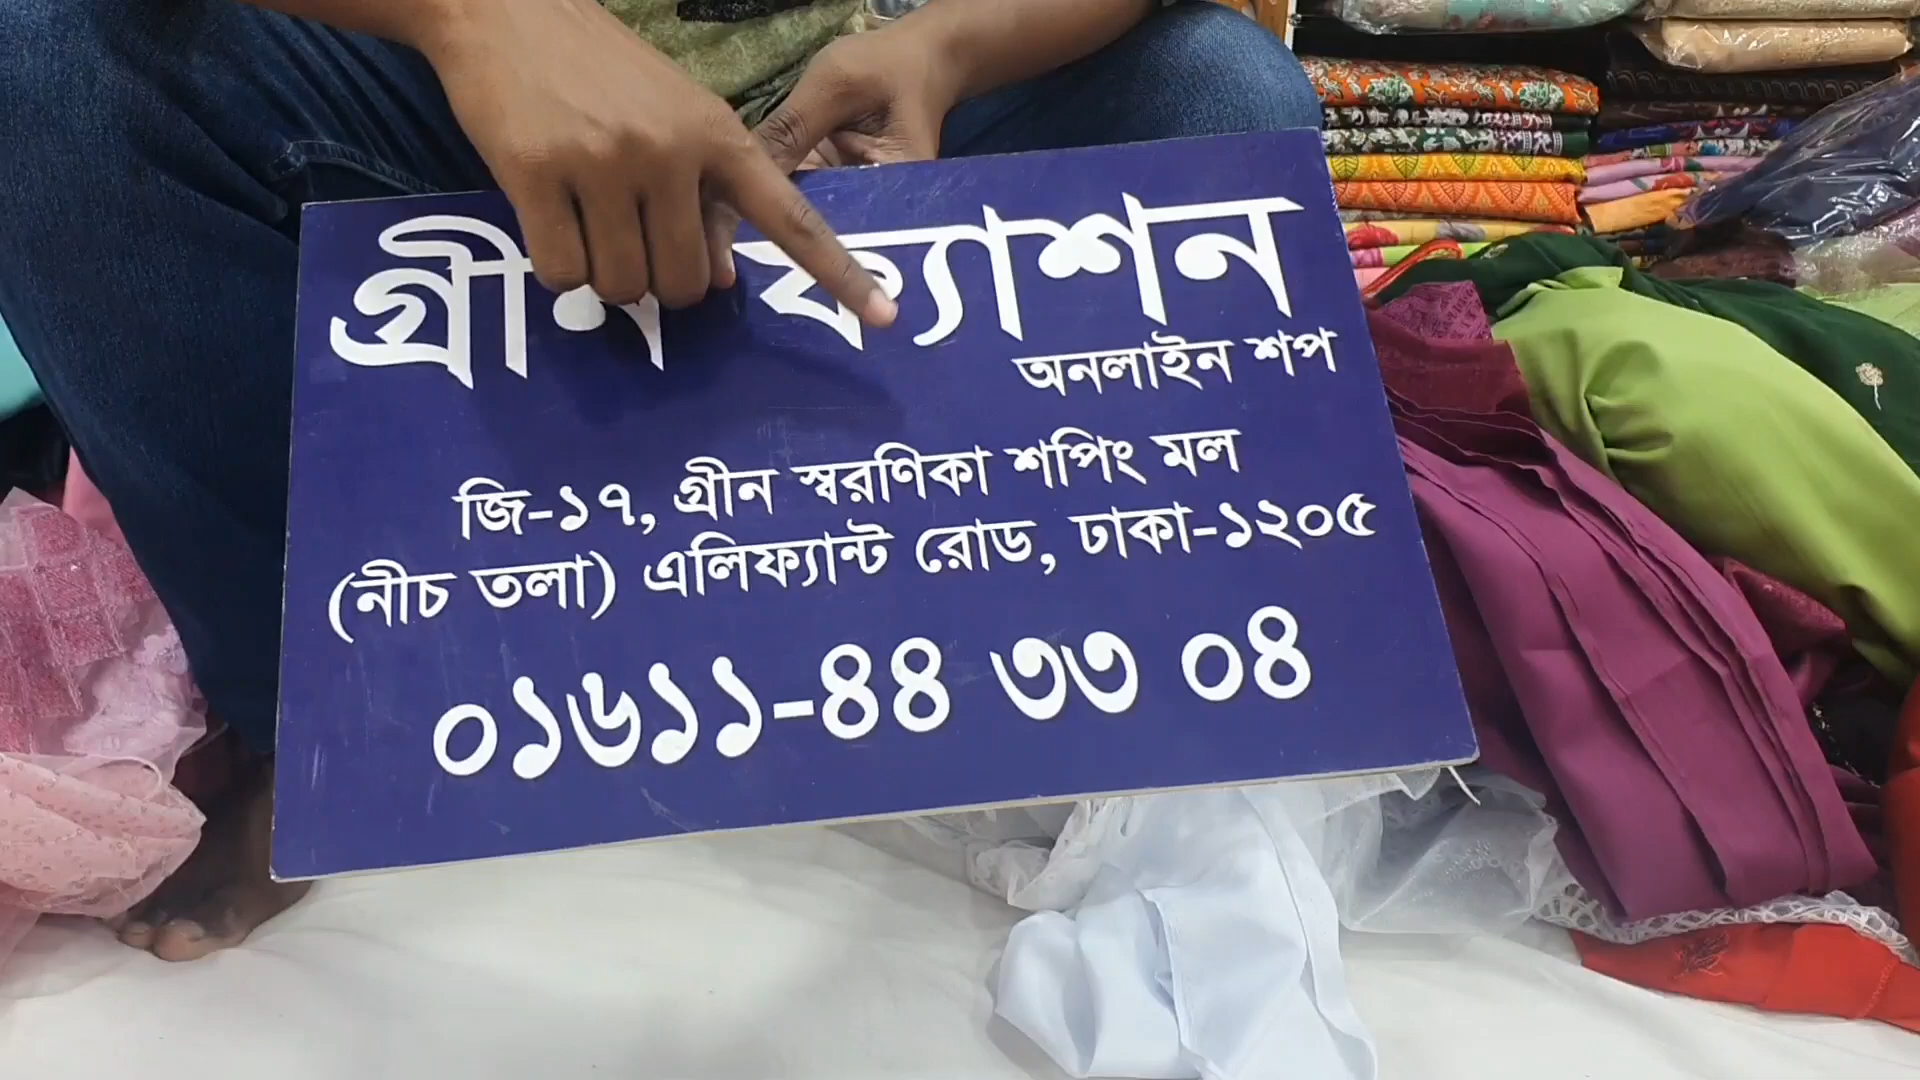 গ্রীন ফ্যাশন
অনলাইন শপ
জি-১৭, গ্রীন স্বরণিকা শপিং মল
(নীচ তলা) এলিফ্যান্ট রোড, ঢাকা-১২০৫
০১৬১১-৪৪ ৩৩ ০৪